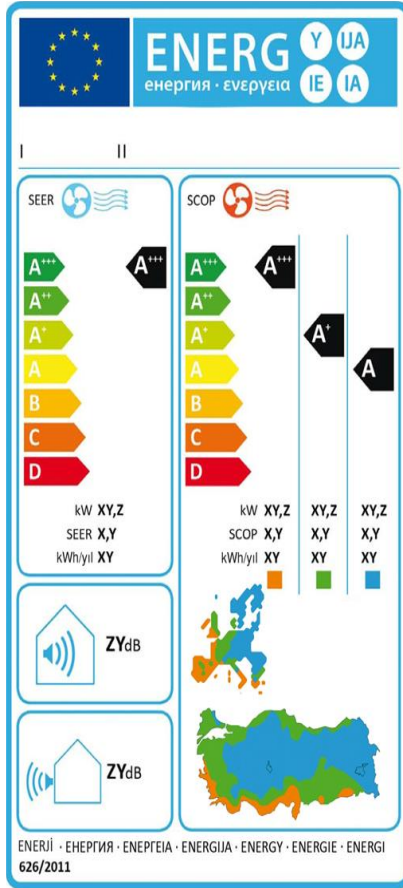 ENERG Y IJA
енергия · ενεργεια IE IA
I II
SEER
A+++ A+++
A++
A+
A
B
C
D
kW XY,Z
SEER X,Y
kWh/yıl XY
SCOP
A+++ A+++
A++
A+ A+
A A
B
C
D
kW XY,Z XY,Z XY,Z
SCOP X,Y X,Y X,Y
kWh/yıl XY XY XY
ZYdB
ZYdB
ENERJİ · ЕНЕРГИЯ · ΕΝΕΡΓΕΙΑ · ENERGIJA · ENERGY · ENERGIE · ENERGI
626/2011